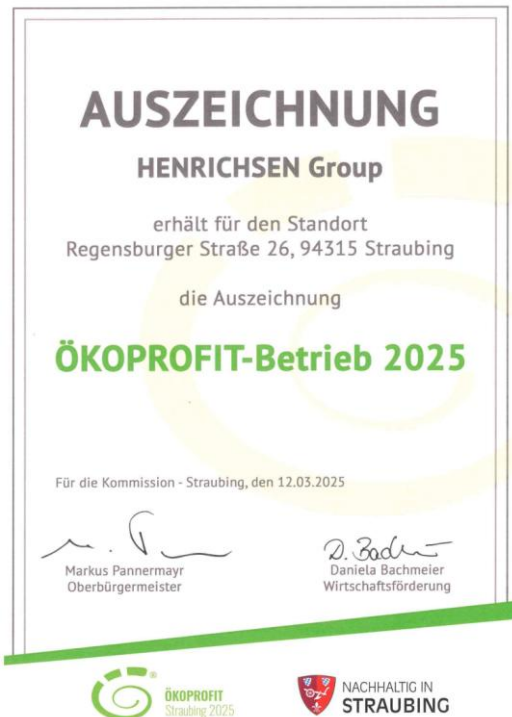 AUSZEICHNUNG
HENRICHSEN Group
erhält für den Standort
Regensburger Straße 26, 94315 Straubing
die Auszeichnung
ÖKOPROFIT-Betrieb 2025
Für die Kommission - Straubing, den 12.03.2025
Markus Pannermayr
Oberbürgermeister
D. Bachmeier
Daniela Bachmeier
Wirtschaftsförderung
®
ÖKOPROFIT
Straubing 2025
NACHHALTIG IN
STRAUBING